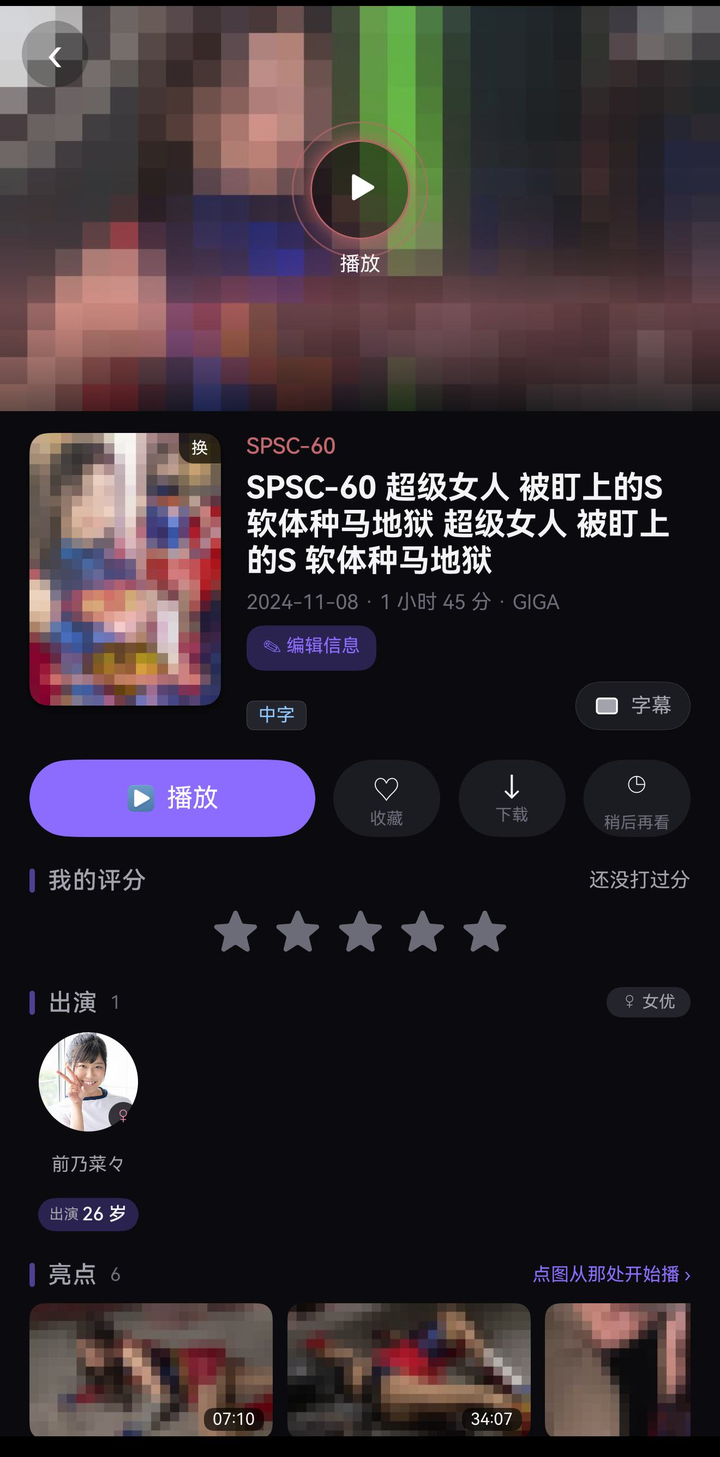 播放
换
SPSC-60
SPSC-60 超级女人 被盯上的S
软体种马地狱 超级女人 被盯上
的S 软体种马地狱
2024-11-08 · 1 小时 45 分 · GIGA
✎ 编辑信息
中字
字幕
播放
收藏
下载
稍后再看
我的评分
还没打过分
出演 1
♀ 女优
♀
前乃菜々
出演 26 岁
亮点 6
点图从那处开始播 ›
07:10
34:07